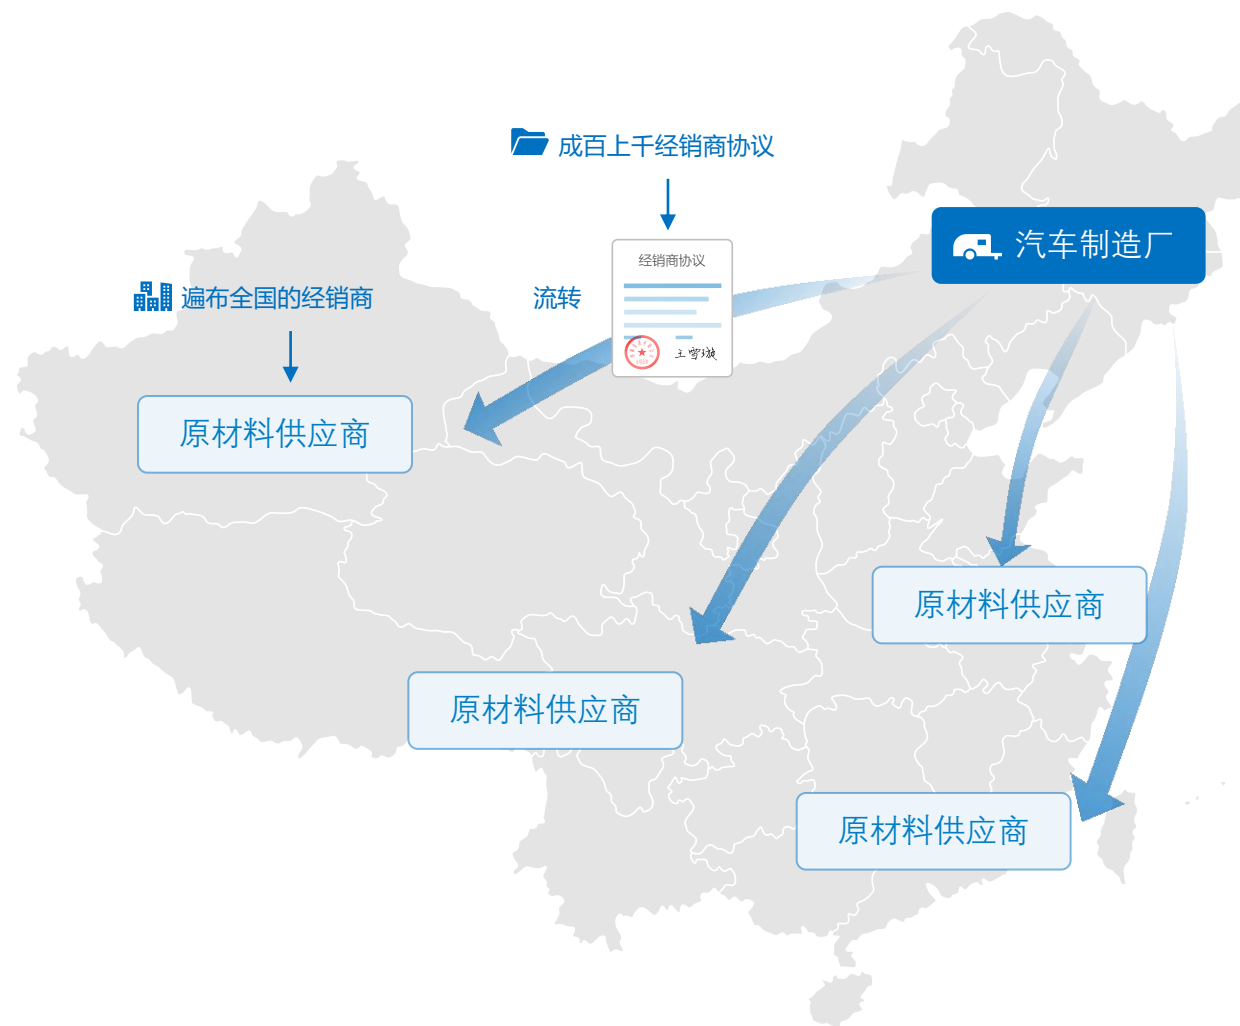 成百上千经销商协议
汽车制造厂
经销商协议
遍布全国的经销商
流转
原材料供应商
原材料供应商
原材料供应商
原材料供应商